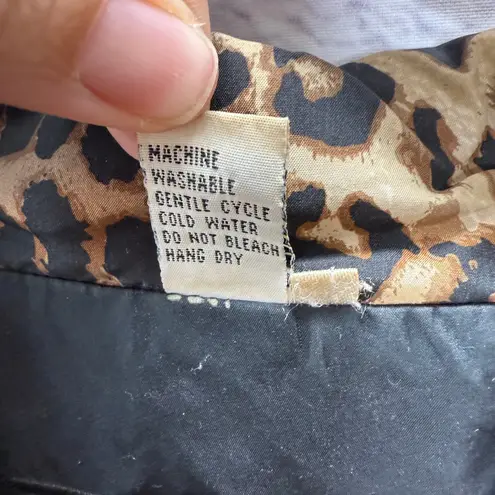 MACHINE
WASHABLE
GENTLE CYCLE
COLD WATER
DO NOT BLEACH
HANG DRY